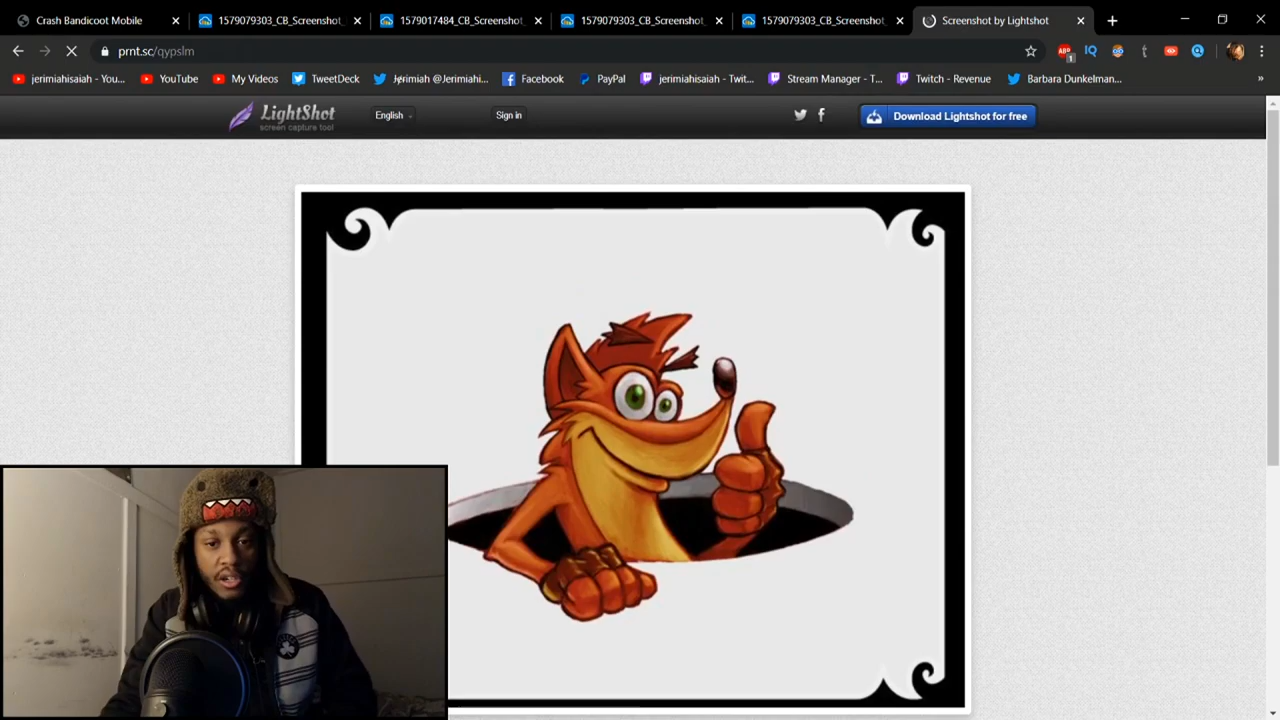 Crash Bandicoot Mobile
1579079303_CB_Screenshot
1579017484_CB_Screenshot
1579079303_CB_Screenshot
1579079303_CB_Screenshot
Screenshot by Lightshot
prnt.sc/qypslm
jerimiahisaiah - You...
YouTube
My Videos
TweetDeck
Jerimiah @Jerimiahi...
Facebook
PayPal
jerimiahisaiah - Twit...
Stream Manager - T...
Twitch - Revenue
Barbara Dunkelman...
»
LightShot
screen capture tool
English
Sign in
Download Lightshot for free